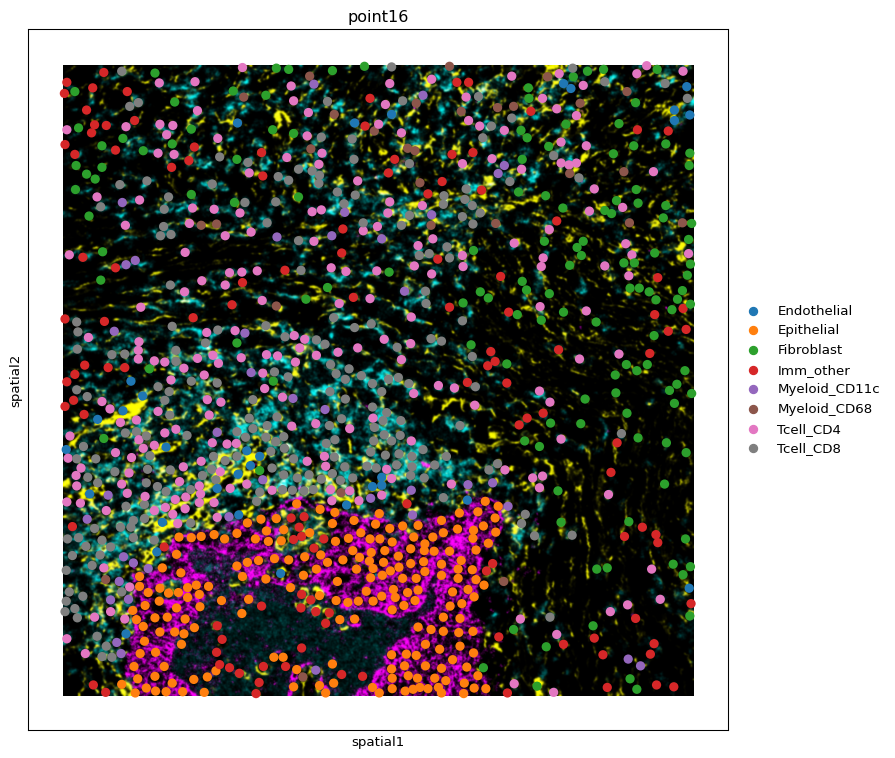 point16
spatial2
spatial1
Endothelial
Epithelial
Fibroblast
Imm_other
Myeloid_CD11c
Myeloid_CD68
Tcell_CD4
Tcell_CD8